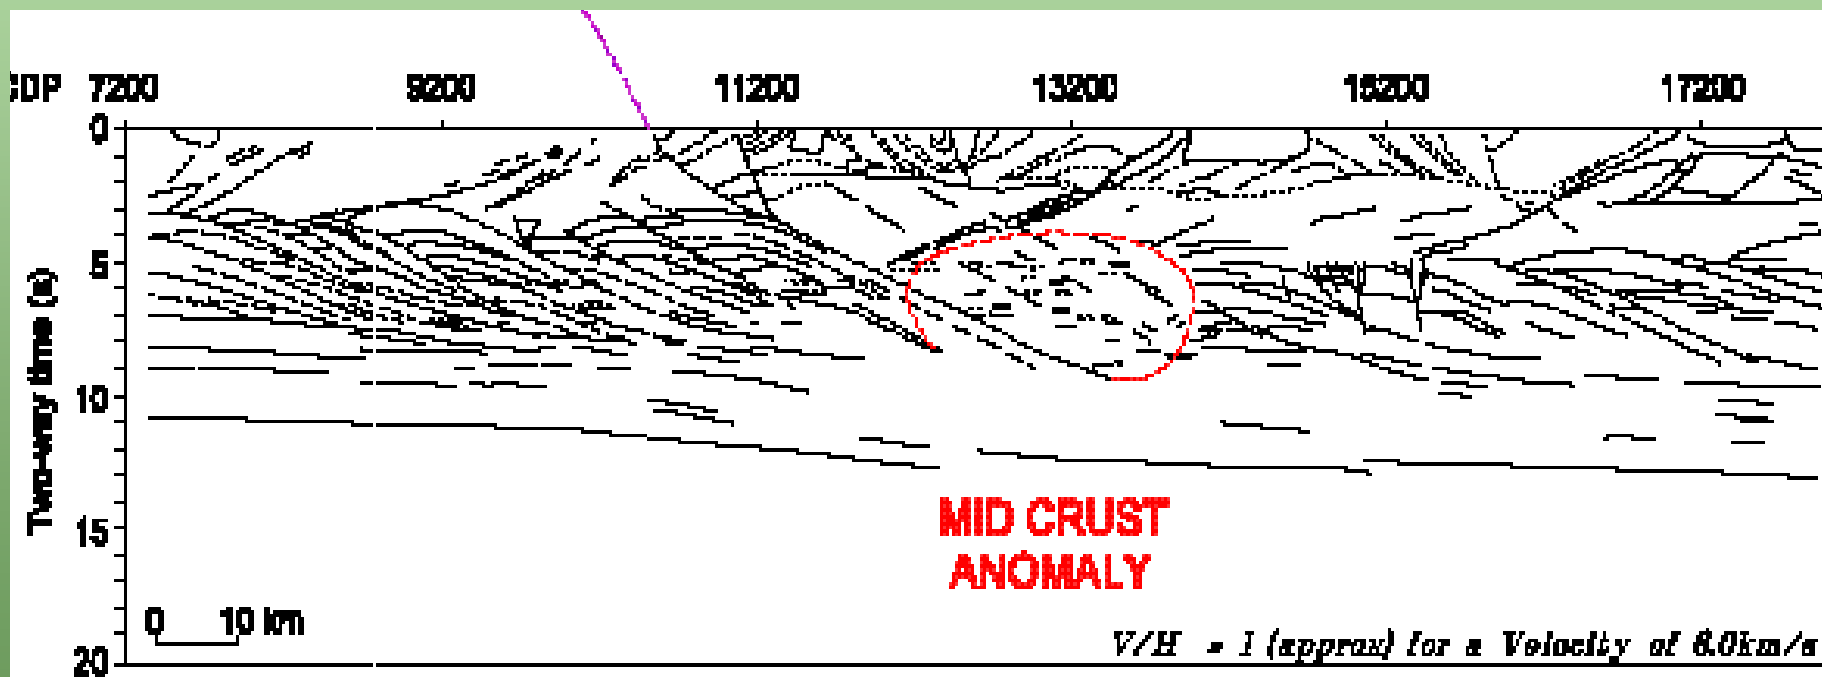 CDP 7200 9200 11200 13200 15200 17200
0
5
10
15
20
Two-way time (s)
MID CRUST
ANOMALY
0 10 km
V/H = 1 (approx) for a Velocity of 6.0km/s